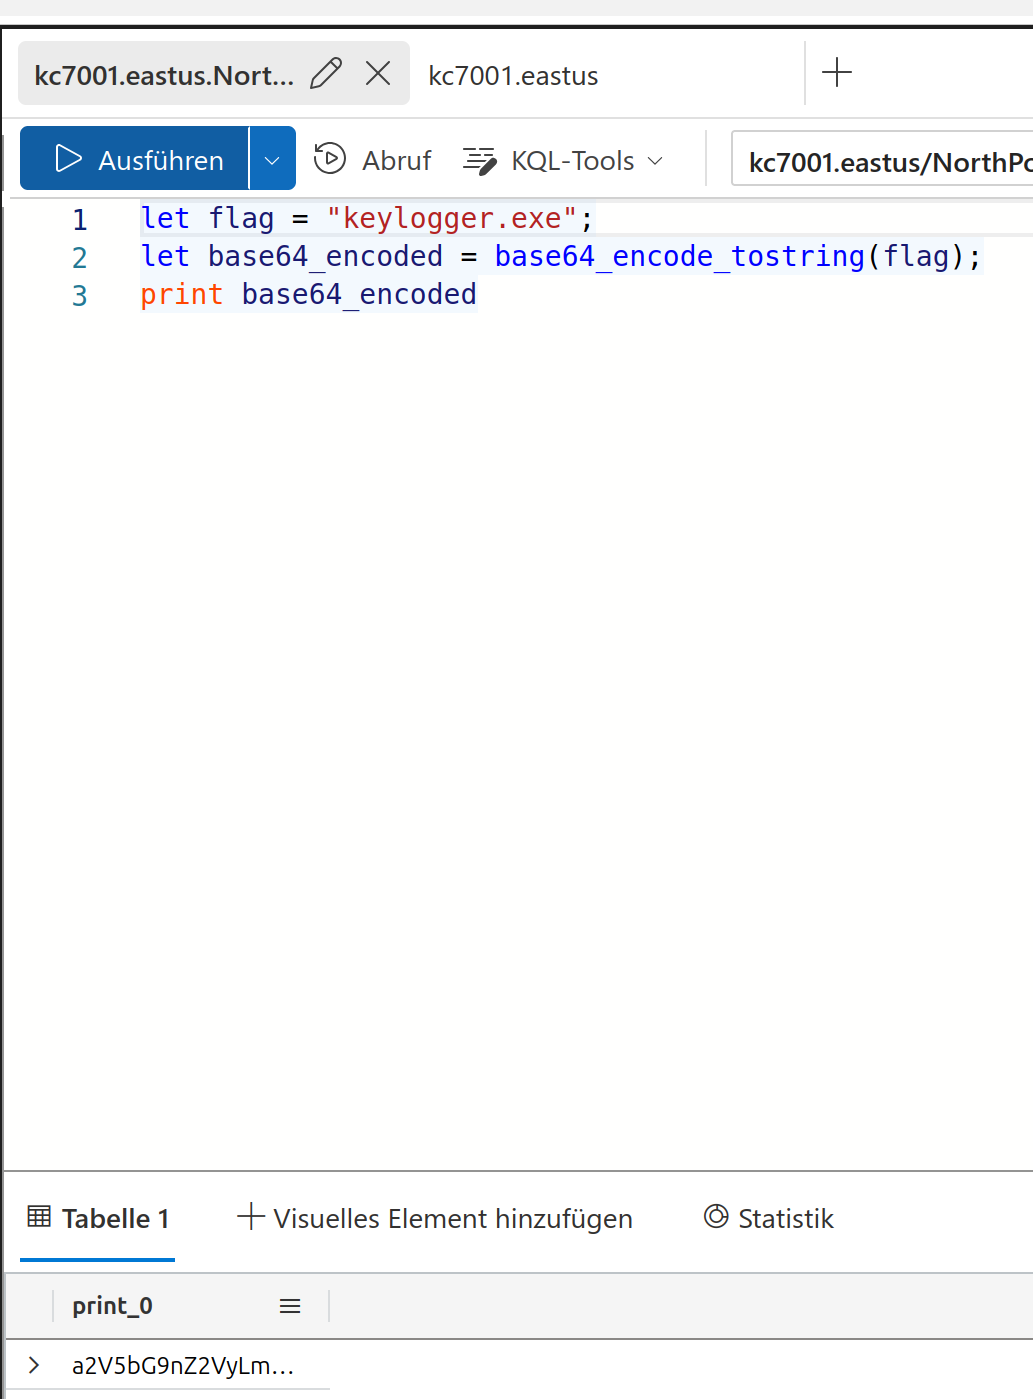 kc7001.eastus.Nort... kc7001.eastus
Ausführen Abruf KQL-Tools kc7001.eastus/NorthPo
1 let flag = "keylogger.exe";
2 let base64_encoded = base64_encode_tostring(flag);
3 print base64_encoded
Tabelle 1 Visuelles Element hinzufügen Statistik
print_0
a2V5bG9nZ2VyLm...